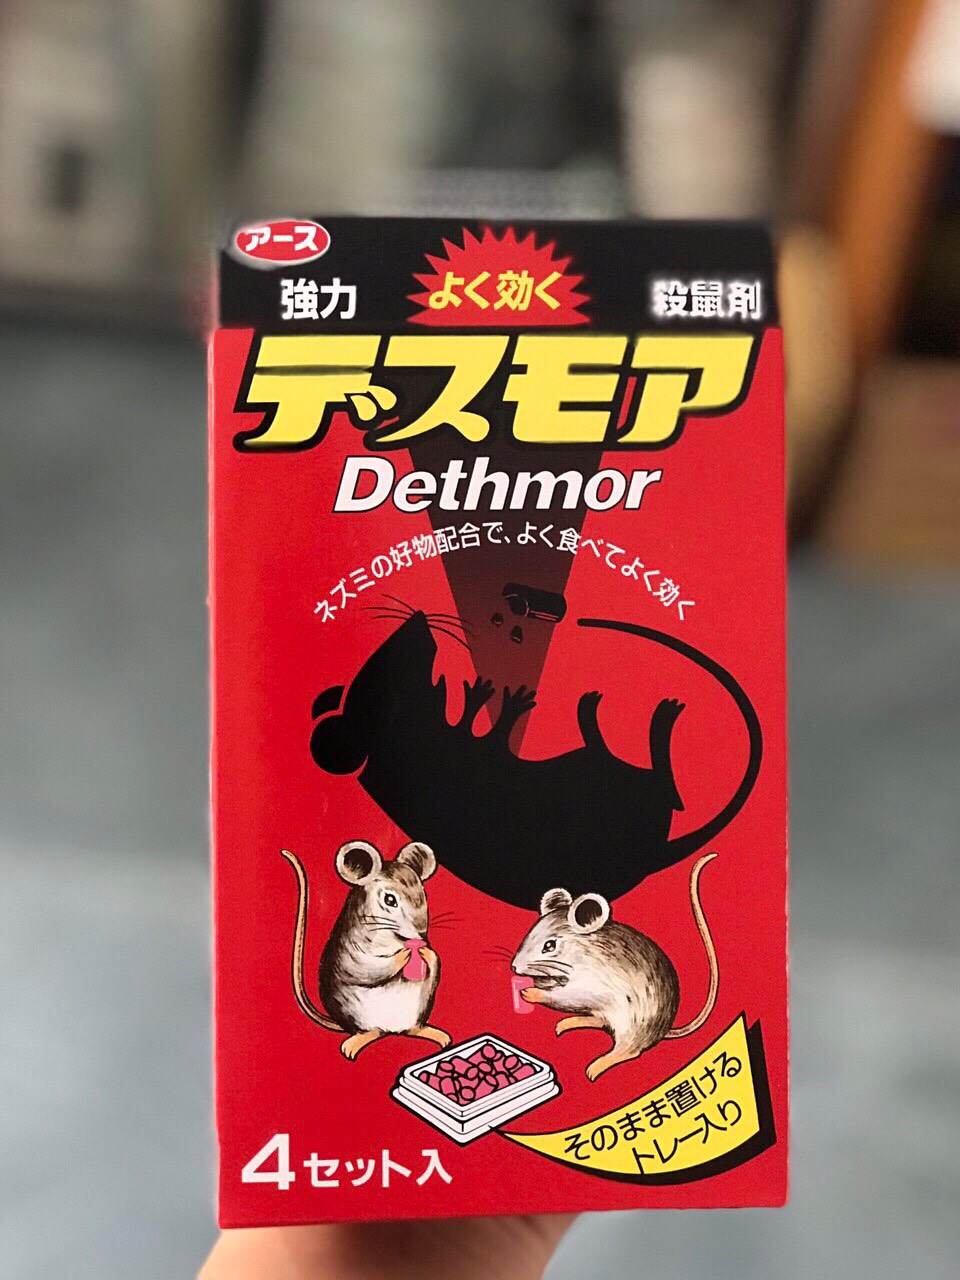 アース
強力
よく効く
殺鼠剤
デスモア
Dethmor
ネズミの好物配合で、よく食べてよく効く
そのまま置ける
トレー入り
4セット入